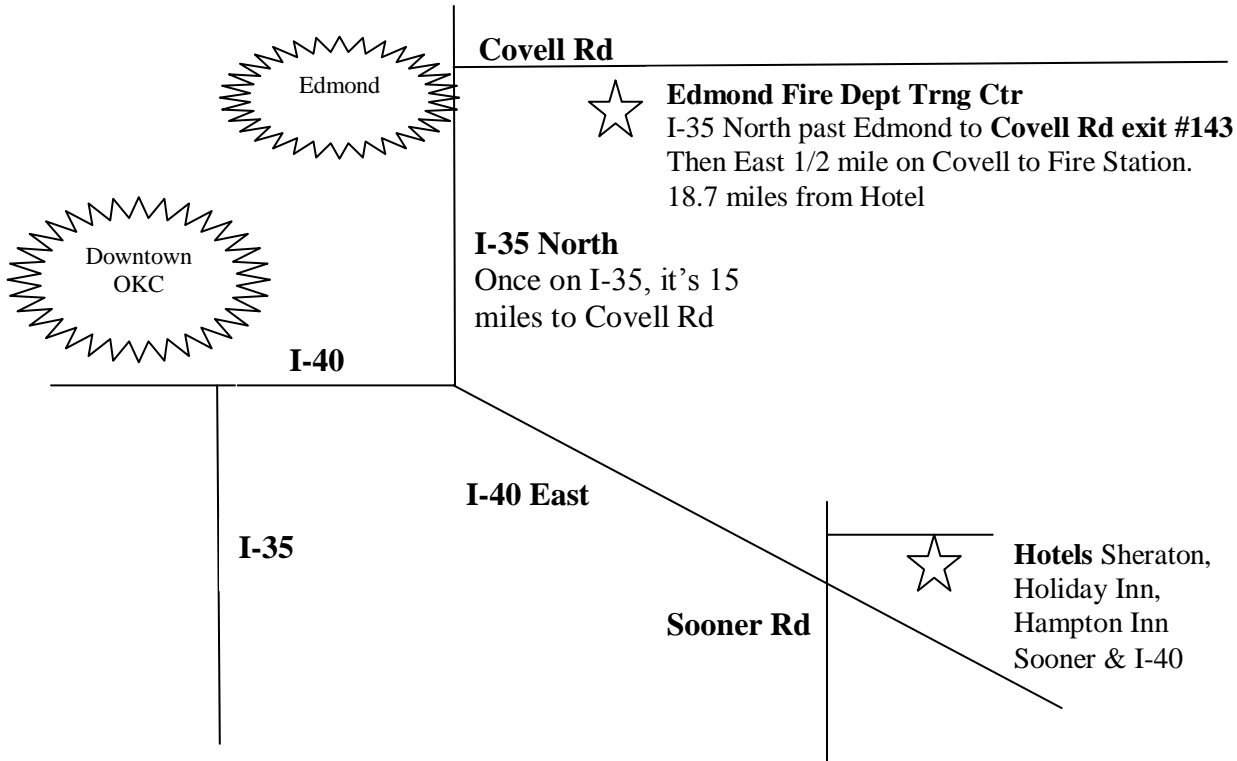 Covell Rd
Edmond
Edmond Fire Dept Trng Ctr
I-35 North past Edmond to Covell Rd exit #143
Then East 1/2 mile on Covell to Fire Station.
18.7 miles from Hotel
Downtown
OKC
I-35 North
Once on I-35, it’s 15
miles to Covell Rd
I-40
I-40 East
I-35
Hotels Sheraton,
Holiday Inn,
Hampton Inn
Sooner & I-40
Sooner Rd